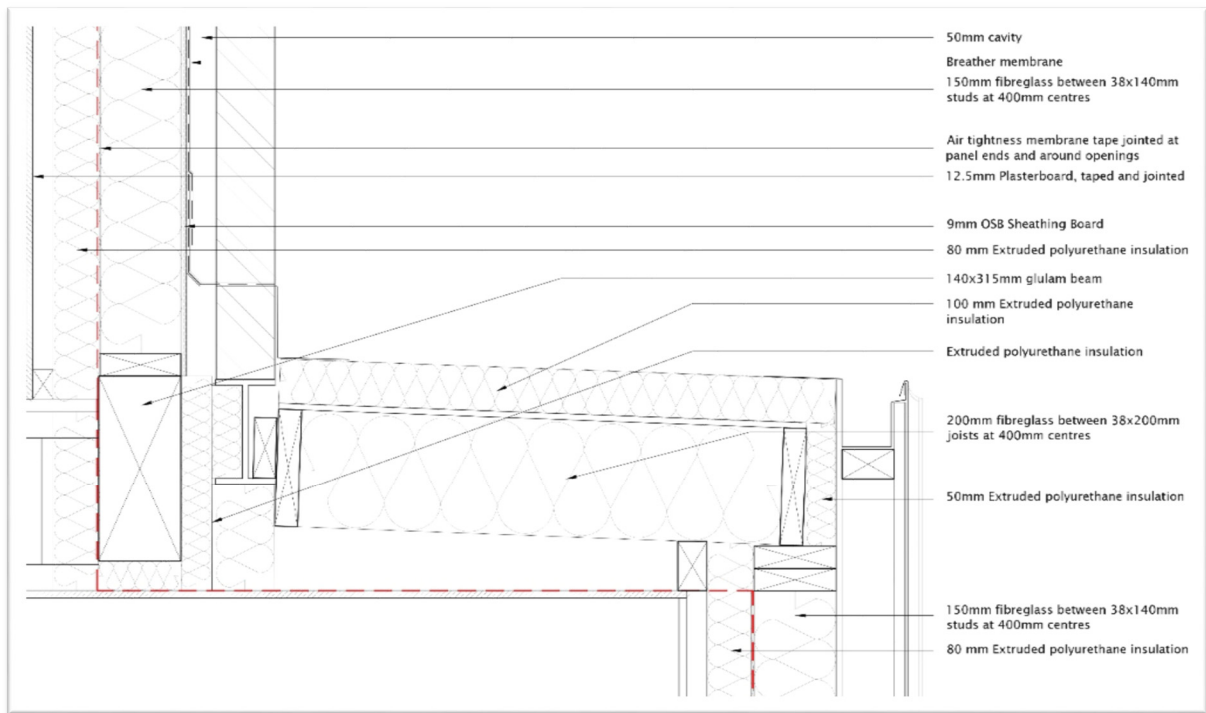 50mm cavity
Breather membrane
150mm fibreglass between 38x140mm
studs at 400mm centres
Air tightness membrane tape jointed at
panel ends and around openings
12.5mm Plasterboard, taped and jointed
9mm OSB Sheathing Board
80 mm Extruded polyurethane insulation
140x315mm glulam beam
100 mm Extruded polyurethane
insulation
Extruded polyurethane insulation
200mm fibreglass between 38x200mm
joists at 400mm centres
50mm Extruded polyurethane insulation
150mm fibreglass between 38x140mm
studs at 400mm centres
80 mm Extruded polyurethane insulation